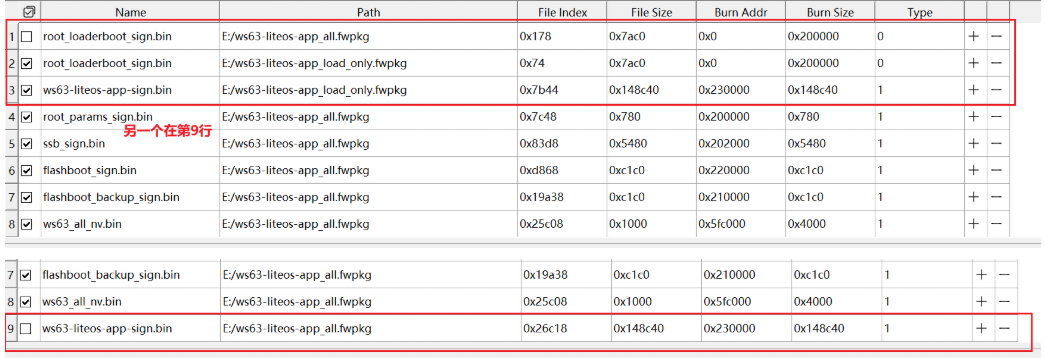 Name Path File Index File Size Burn Addr Burn Size Type
1 root_loaderboot_sign.bin E:/ws63-liteos-app_all.fwpkg 0x178 0x7ac0 0x0 0x200000 0 + −
2 root_loaderboot_sign.bin E:/ws63-liteos-app_load_only.fwpkg 0x74 0x7ac0 0x0 0x200000 0 + −
3 ws63-liteos-app-sign.bin E:/ws63-liteos-app_load_only.fwpkg 0x7b44 0x148c40 0x230000 0x148c40 1 + −
4 root_params_sign.bin E:/ws63-liteos-app_all.fwpkg 0x7c48 0x780 0x200000 0x780 1 + −
另一个在第9行
5 ssb_sign.bin E:/ws63-liteos-app_all.fwpkg 0x83d8 0x5480 0x202000 0x5480 1 + −
6 flashboot_sign.bin E:/ws63-liteos-app_all.fwpkg 0xd868 0xc1c0 0x220000 0xc1c0 1 + −
7 flashboot_backup_sign.bin E:/ws63-liteos-app_all.fwpkg 0x19a38 0xc1c0 0x210000 0xc1c0 1 + −
8 ws63_all_nv.bin E:/ws63-liteos-app_all.fwpkg 0x25c08 0x1000 0x5fc000 0x4000 1 + −
7 flashboot_backup_sign.bin E:/ws63-liteos-app_all.fwpkg 0x19a38 0xc1c0 0x210000 0xc1c0 1 + −
8 ws63_all_nv.bin E:/ws63-liteos-app_all.fwpkg 0x25c08 0x1000 0x5fc000 0x4000 1 + −
9 ws63-liteos-app-sign.bin E:/ws63-liteos-app_all.fwpkg 0x26c18 0x148c40 0x230000 0x148c40 1 + −